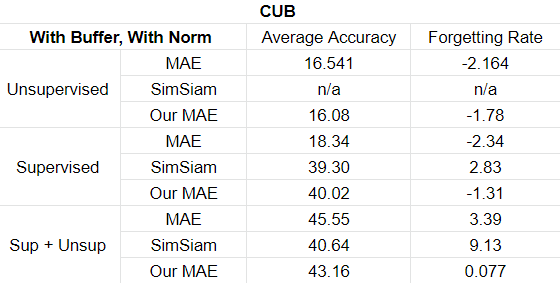 CUB
With Buffer, With Norm Average Accuracy Forgetting Rate
Unsupervised MAE 16.541 -2.164
SimSiam n/a n/a
Our MAE 16.08 -1.78
Supervised MAE 18.34 -2.34
SimSiam 39.30 2.83
Our MAE 40.02 -1.31
Sup + Unsup MAE 45.55 3.39
SimSiam 40.64 9.13
Our MAE 43.16 0.077